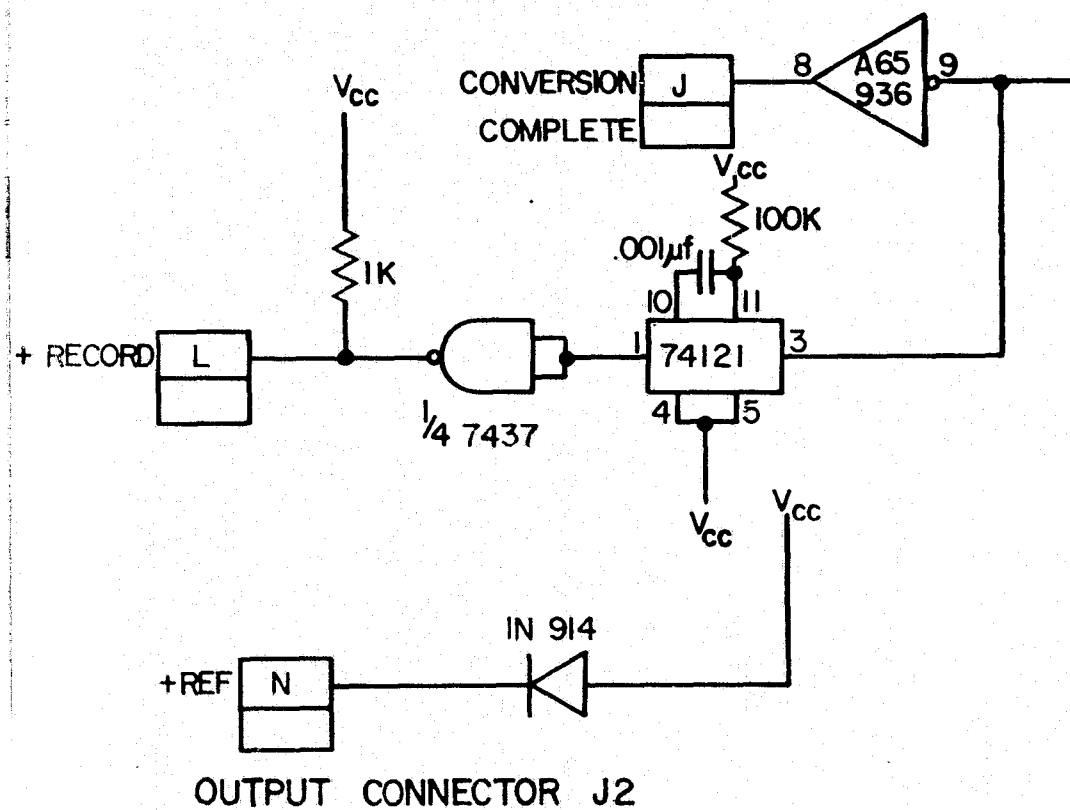 CONVERSION
COMPLETE
J
8
A65
936
9
Vcc
Vcc
100K
.001µf
1K
10
11
+ RECORD
L
1
74121
3
1/4 7437
4
5
Vcc
Vcc
IN 914
+REF
N
OUTPUT CONNECTOR J2